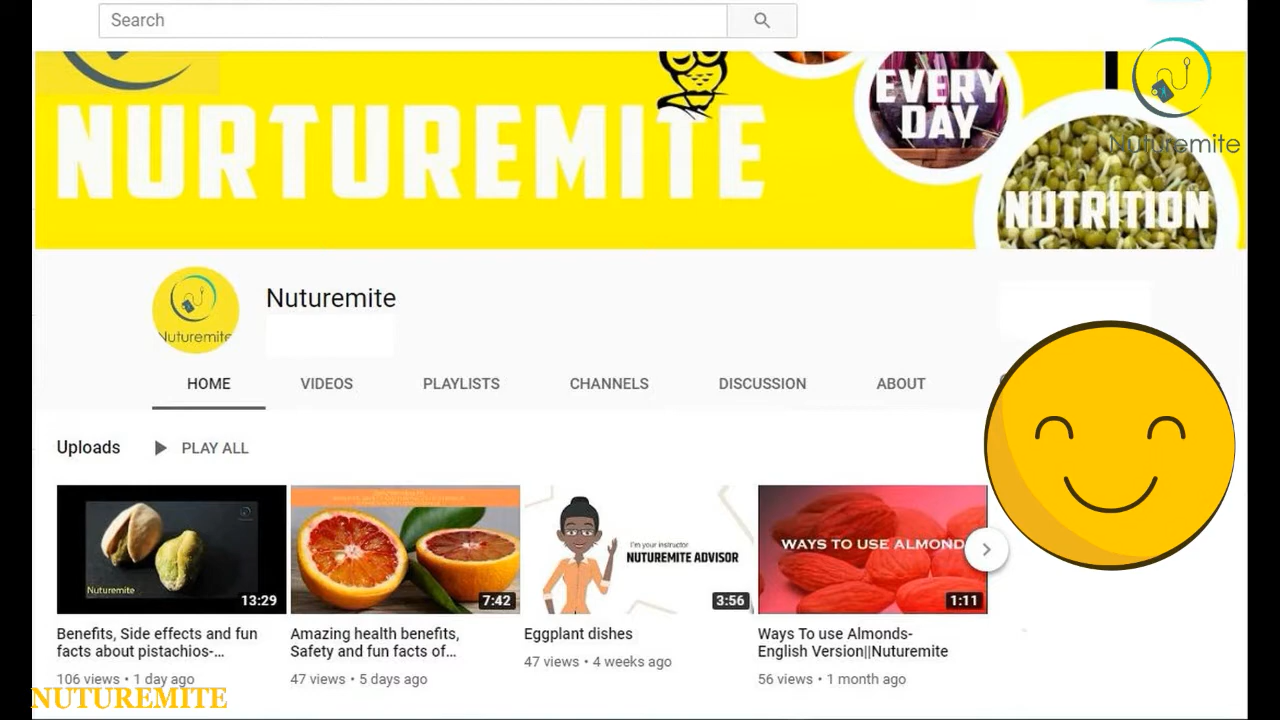 Search
NURTUREMITE
EVERY
DAY
NUTRITION
Nuturemite
Nuturemite
Nuturemite
HOME VIDEOS PLAYLISTS CHANNELS DISCUSSION ABOUT
Uploads PLAY ALL
Nuturemite
13:29
7:42
I'm your instructor
NUTUREMITE ADVISOR
3:56
WAYS TO USE ALMOND
1:11
Benefits, Side effects and fun
facts about pistachios-...
106 views • 1 day ago
Amazing health benefits,
Safety and fun facts of...
47 views • 5 days ago
Eggplant dishes
47 views • 4 weeks ago
Ways To use Almonds-
English Version||Nuturemite
56 views • 1 month ago
NUTUREMITE